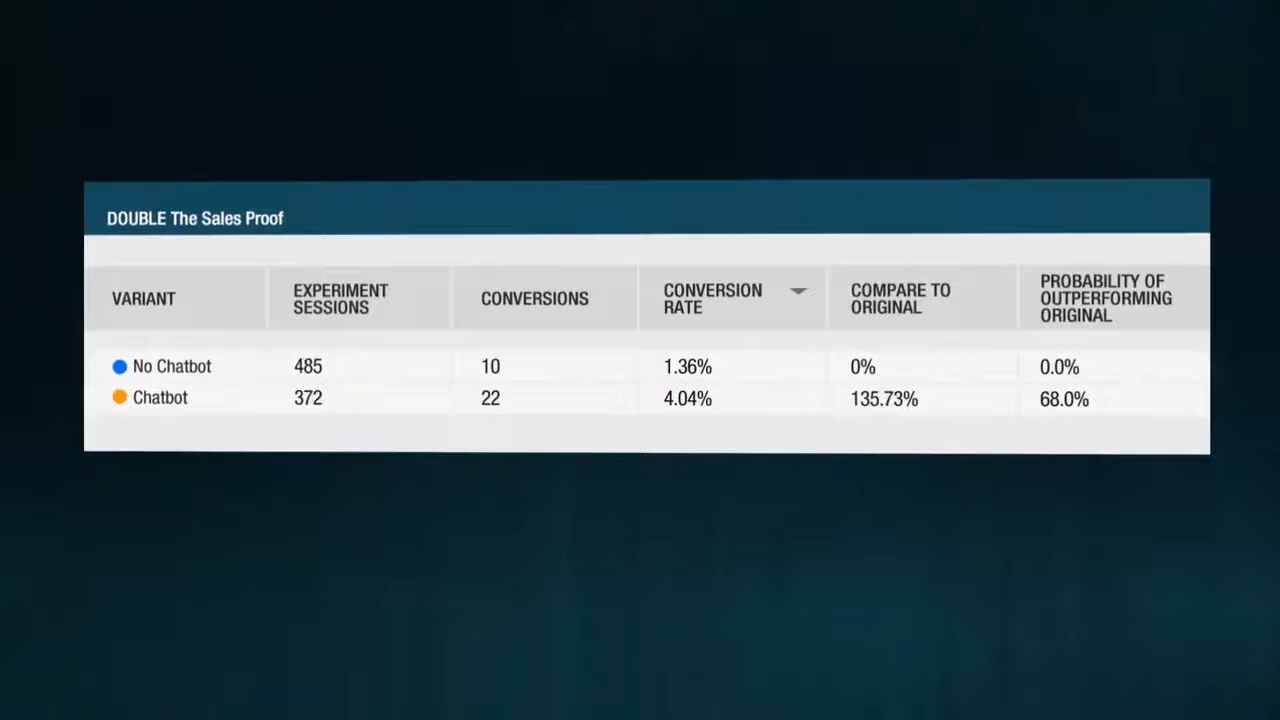 DOUBLE The Sales Proof
VARIANT
EXPERIMENT
SESSIONS
CONVERSIONS
CONVERSION
RATE
COMPARE TO
ORIGINAL
PROBABILITY OF
OUTPERFORMING
ORIGINAL
No Chatbot 485 10 1.36% 0% 0.0%
Chatbot 372 22 4.04% 135.73% 68.0%